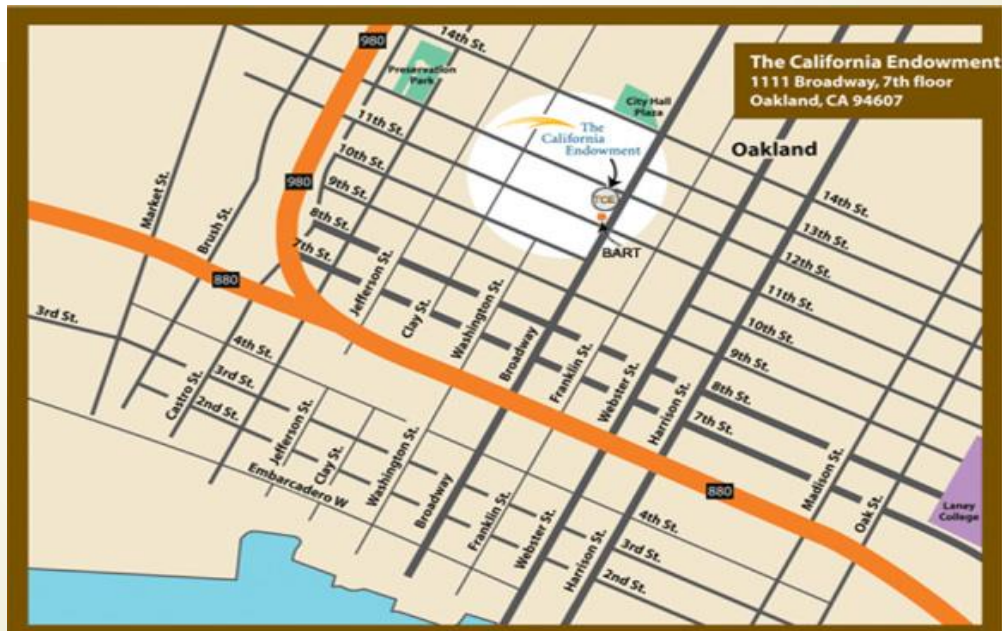 980
14th St.
Preservation
Park
The California Endowment
1111 Broadway, 7th floor
Oakland, CA 94607
City Hall
Plaza
The
California
Endowment
11th St.
Oakland
10th St.
980
9th St.
TCE
14th St.
Market St.
Brush St.
8th St.
BART
13th St.
7th St.
12th St.
880
Jefferson St.
11th St.
3rd St.
Clay St.
Washington St.
10th St.
4th St.
Broadway
9th St.
Franklin St.
8th St.
Castro St.
3rd St.
Webster St.
Harrison St.
7th St.
2nd St.
Jefferson St.
Clay St.
Washington St.
Madison St.
Embarcadero W
880
Oak St.
Laney
College
Broadway
Franklin St.
4th St.
Webster St.
3rd St.
Harrison St.
2nd St.